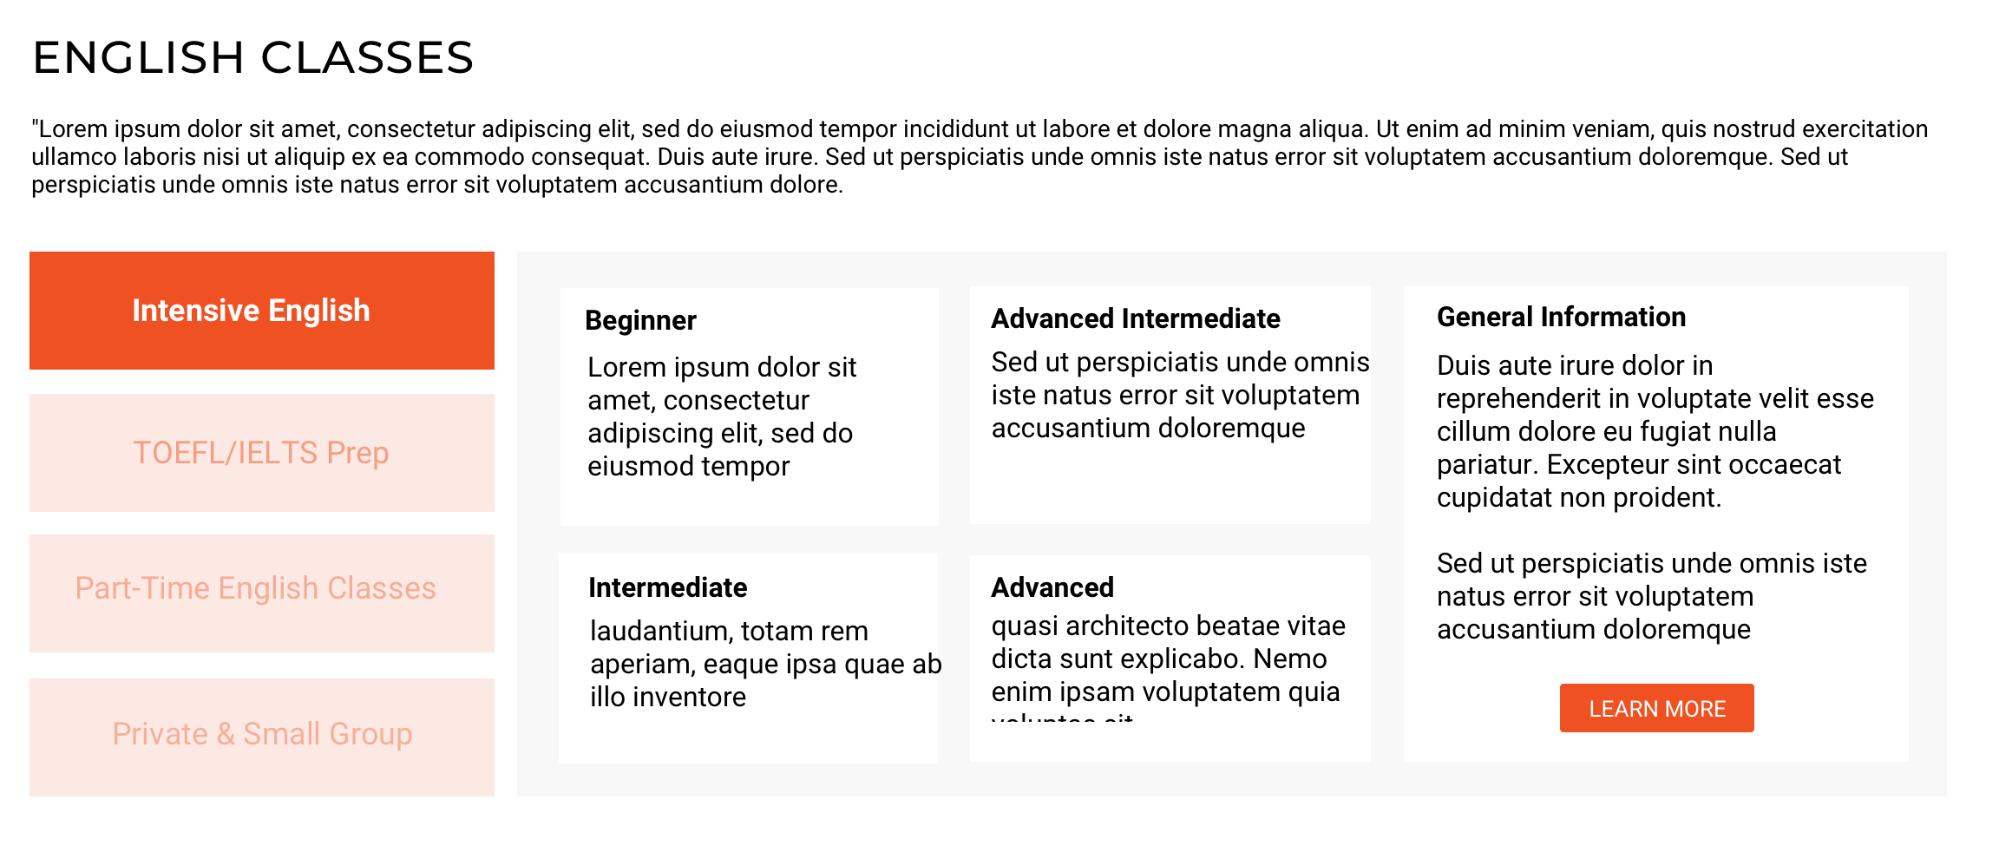 ENGLISH CLASSES
"Lorem ipsum dolor sit amet, consectetur adipiscing elit, sed do eiusmod tempor incididunt ut labore et dolore magna aliqua. Ut enim ad minim veniam, quis nostrud exercitation
ullamco laboris nisi ut aliquip ex ea commodo consequat. Duis aute irure. Sed ut perspiciatis unde omnis iste natus error sit voluptatem accusantium doloremque. Sed ut
perspiciatis unde omnis iste natus error sit voluptatem accusantium dolore.
Intensive English
TOEFL/IELTS Prep
Part-Time English Classes
Private & Small Group
Beginner
Lorem ipsum dolor sit
amet, consectetur
adipiscing elit, sed do
eiusmod tempor
Intermediate
laudantium, totam rem
aperiam, eaque ipsa quae ab
illo inventore
Advanced Intermediate
Sed ut perspiciatis unde omnis
iste natus error sit voluptatem
accusantium doloremque
Advanced
quasi architecto beatae vitae
dicta sunt explicabo. Nemo
enim ipsam voluptatem quia
General Information
Duis aute irure dolor in
reprehenderit in voluptate velit esse
cillum dolore eu fugiat nulla
pariatur. Excepteur sint occaecat
cupidatat non proident.
Sed ut perspiciatis unde omnis iste
natus error sit voluptatem
accusantium doloremque
LEARN MORE